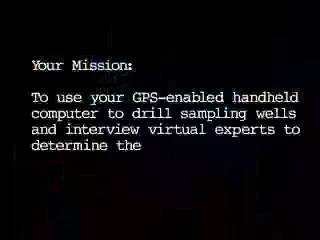 Your Mission:
To use your GPS-enabled handheld
computer to drill sampling wells
and interview virtual experts to
determine the